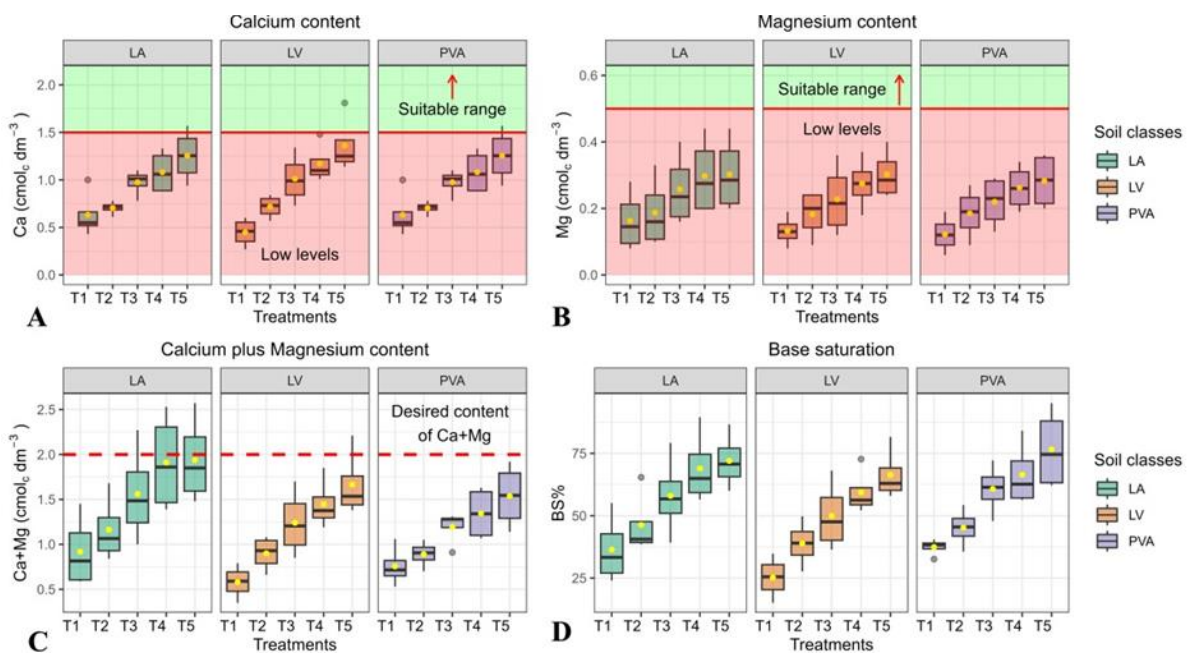 Calcium content
LA
LV
PVA
Ca (cmolc dm⁻³)
2.0
1.5
1.0
0.5
0.0
Suitable range
Low levels
T1 T2 T3 T4 T5
T1 T2 T3 T4 T5
T1 T2 T3 T4 T5
Treatments
A
Magnesium content
LA
LV
PVA
Mg (cmolc dm⁻³)
0.6
0.4
0.2
0.0
Suitable range
Low levels
T1 T2 T3 T4 T5
T1 T2 T3 T4 T5
T1 T2 T3 T4 T5
Treatments
B
Soil classes
LA
LV
PVA
Calcium plus Magnesium content
LA
LV
PVA
Ca+Mg (cmolc dm⁻³)
2.5
2.0
1.5
1.0
0.5
Desired content
of Ca+Mg
T1 T2 T3 T4 T5
T1 T2 T3 T4 T5
T1 T2 T3 T4 T5
Treatments
C
Base saturation
LA
LV
PVA
BS%
75
50
25
T1 T2 T3 T4 T5
T1 T2 T3 T4 T5
T1 T2 T3 T4 T5
Treatments
D
Soil classes
LA
LV
PVA